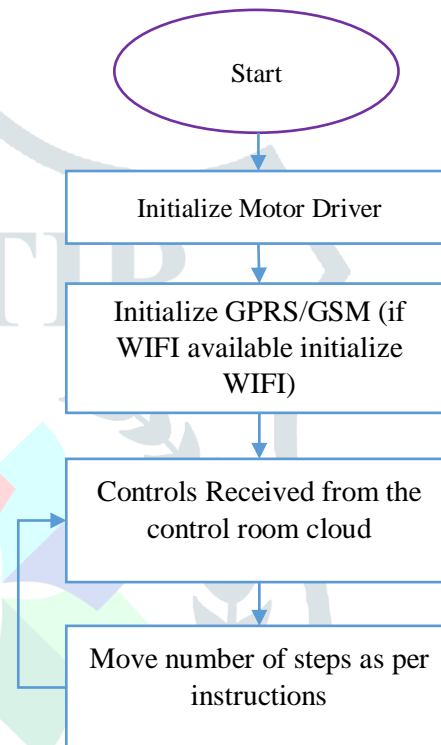 Start
Initialize Motor Driver
Initialize GPRS/GSM (if
WIFI available initialize
WIFI)
Controls Received from the
control room cloud
Move number of steps as per
instructions